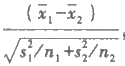 ( x̄₁-x̄₂ )
√s₁²/n₁+s₂²/n₂ ,